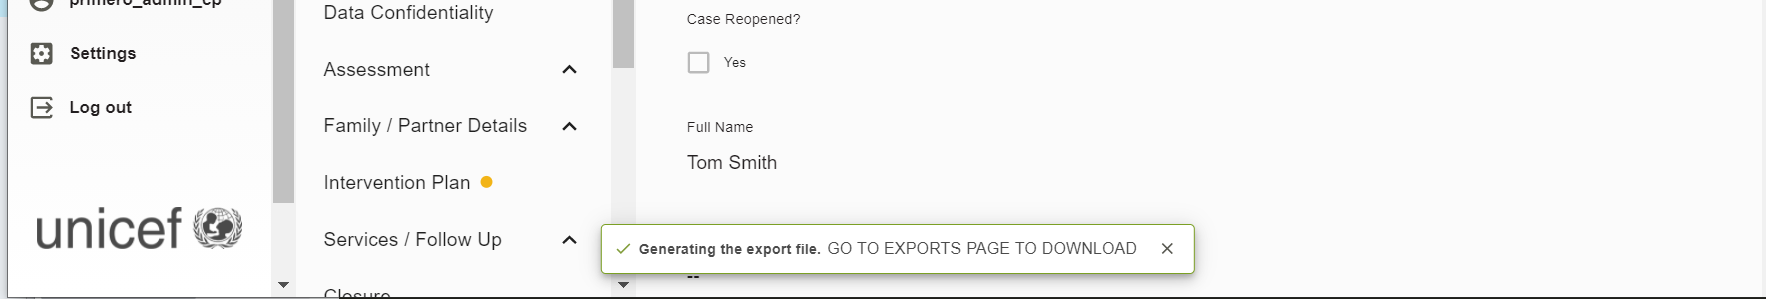 primero_admin_cp
Settings
Log out
unicef
Data Confidentiality
Assessment
Family / Partner Details
Intervention Plan
Services / Follow Up
Closure
Case Reopened?
Yes
Full Name
Tom Smith
Generating the export file. GO TO EXPORTS PAGE TO DOWNLOAD
--